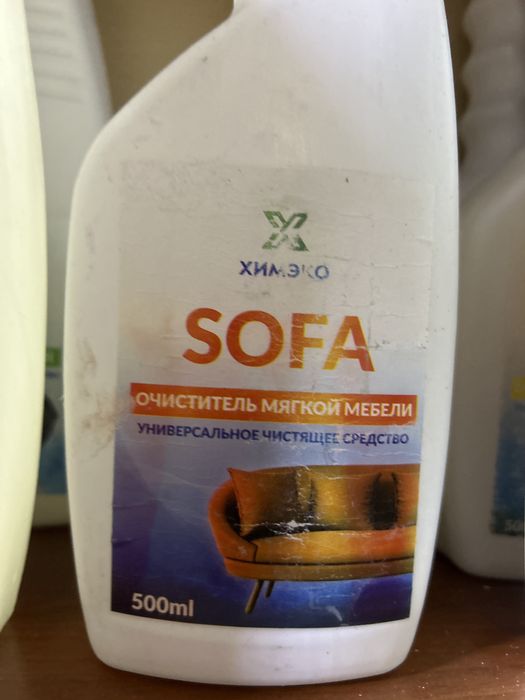 ХИМЭКО
SOFA
ОЧИСТИТЕЛЬ МЯГКОЙ МЕБЕЛИ
УНИВЕРСАЛЬНОЕ ЧИСТЯЩЕЕ СРЕДСТВО
500ml